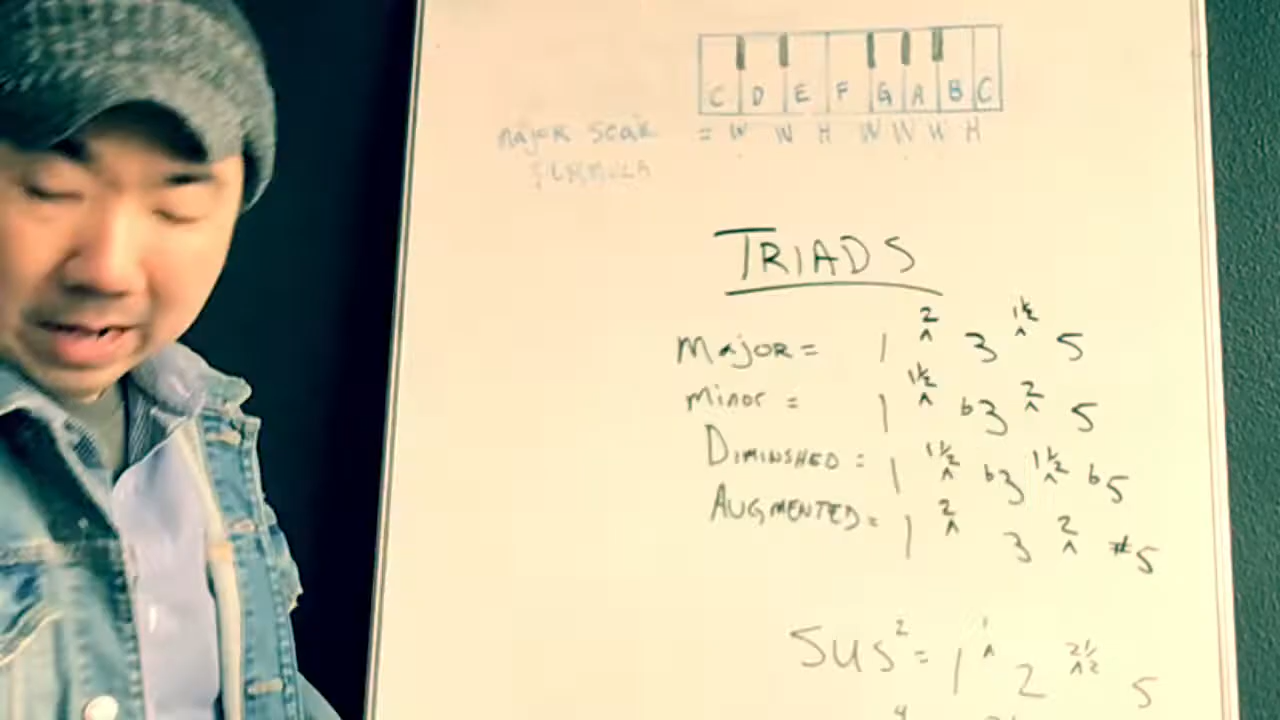 C D E F G A B C
major scale = W W H W W W H
FORMULA
TRIADS
Major = 1 2^ 3 1½^ 5
minor = 1 1½^ b3 2^ 5
DIMINSHED = 1 1½^ b3 1½^ b5
AUGMENTED = 1 2^ 3 2^ #5
SUS2 = 1 1^ 2 2½^ 5
4